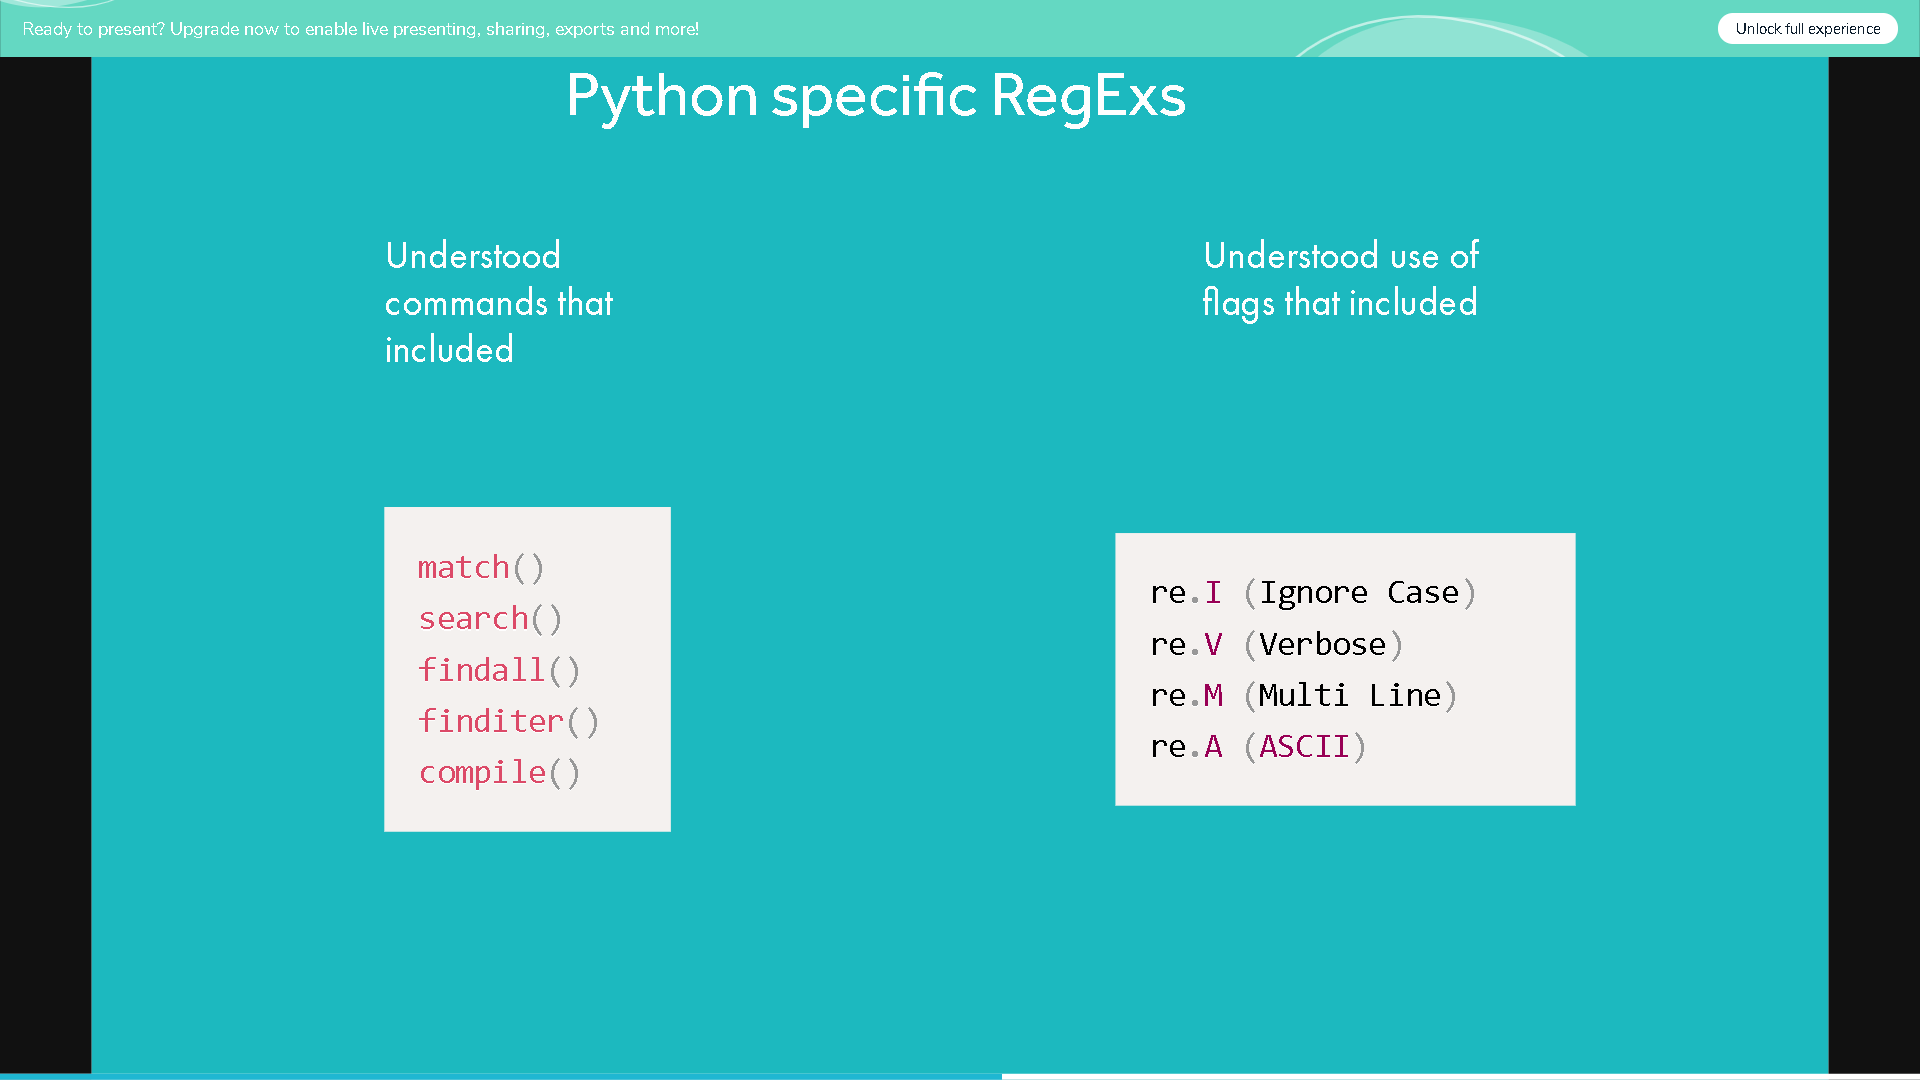 Ready to present? Upgrade now to enable live presenting, sharing, exports and more!
Unlock full experience
Python specific RegExs
Understood
commands that
included
Understood use of
flags that included
match()
search()
findall()
finditer()
compile()
re.I (Ignore Case)
re.V (Verbose)
re.M (Multi Line)
re.A (ASCII)